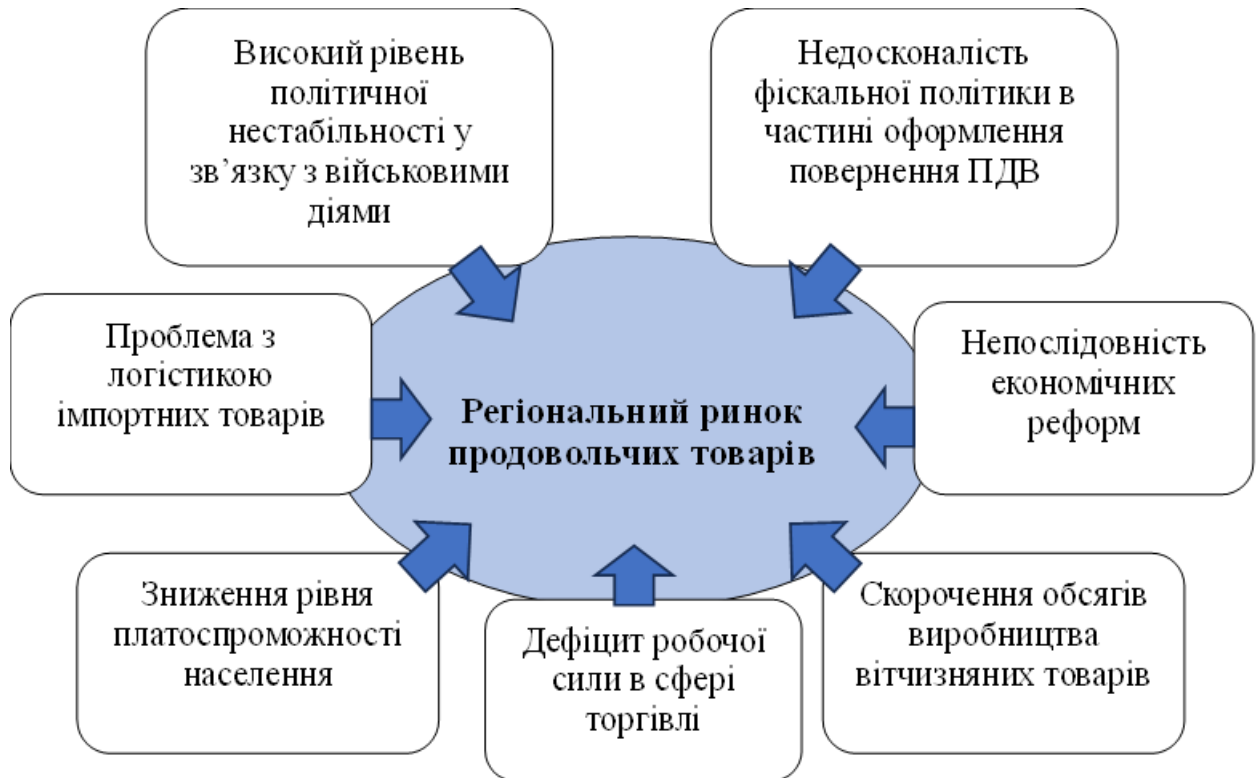 Високий рівень
політичної
нестабільності у
зв’язку з військовими
діями
Недосконалість
фіскальної політики в
частині оформлення
повернення ПДВ
Проблема з
логістикою
імпортних товарів
Регіональний ринок
продовольчих товарів
Непослідовність
економічних
реформ
Зниження рівня
платоспроможності
населення
Дефіцит робочої
сили в сфері
торгівлі
Скорочення обсягів
виробництва
вітчизняних товарів